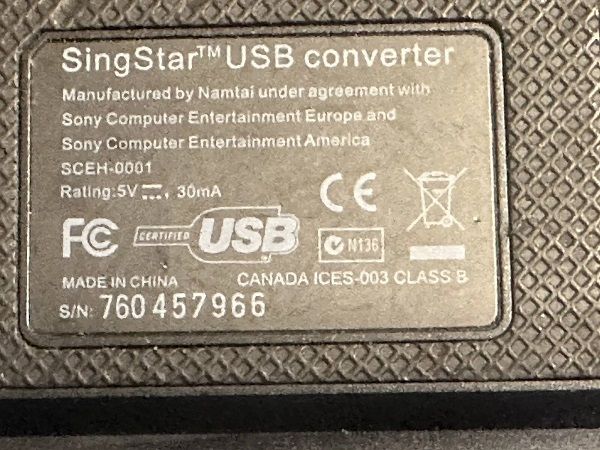 SingStar™ USB converter
Manufactured by Namtai under agreement with
Sony Computer Entertainment Europe and
Sony Computer Entertainment America
SCEH-0001
Rating:5V ⎓, 30mA
CE
FC CERTIFIED USB N136
MADE IN CHINA CANADA ICES-003 CLASS B
S/N: 760457966